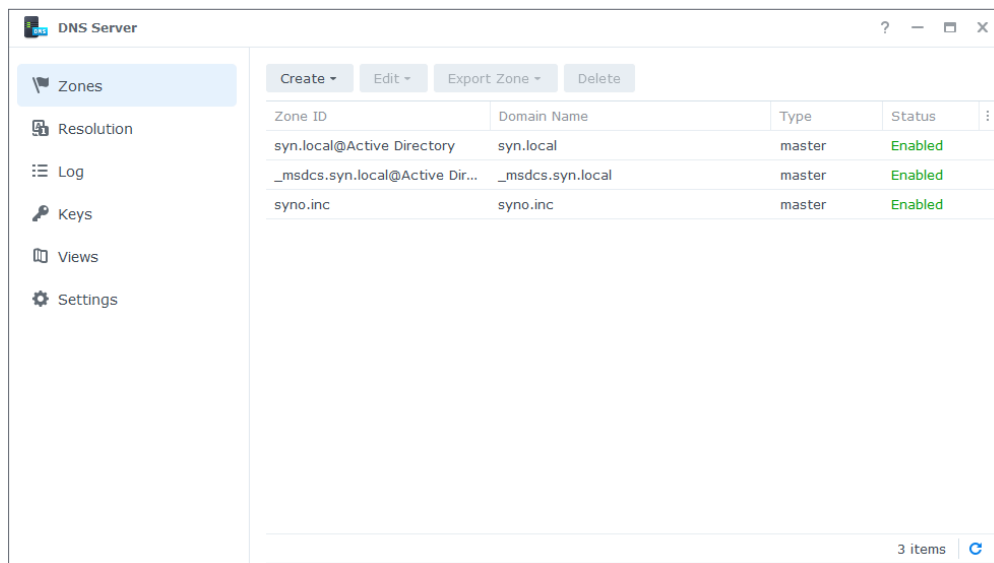 DNS Server
Zones
Resolution
Log
Keys
Views
Settings
Create Edit Export Zone Delete
Zone ID Domain Name Type Status
syn.local@Active Directory syn.local master Enabled
_msdcs.syn.local@Active Dir... _msdcs.syn.local master Enabled
syno.inc syno.inc master Enabled
3 items